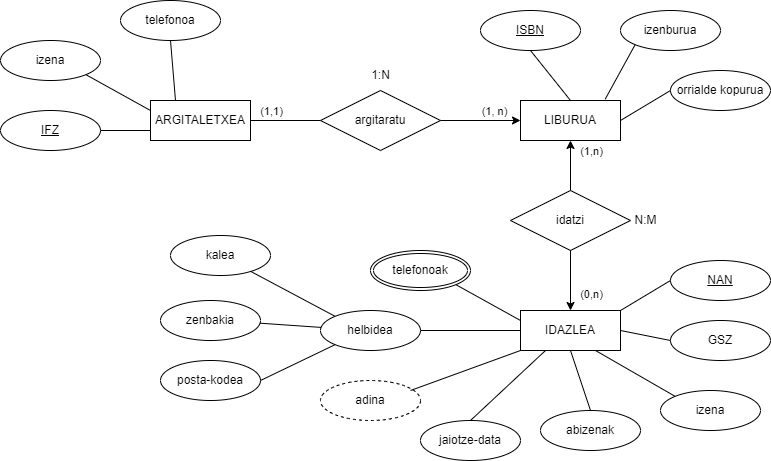 telefonoa
ISBN
izenburua
izena
1:N
orrialde kopurua
IFZ
ARGITALETXEA
(1,1)
argitaratu
(1, n)
LIBURUA
(1,n)
idatzi
N:M
kalea
telefonoak
NAN
(0,n)
zenbakia
helbidea
IDAZLEA
GSZ
posta-kodea
adina
izena
jaiotze-data
abizenak